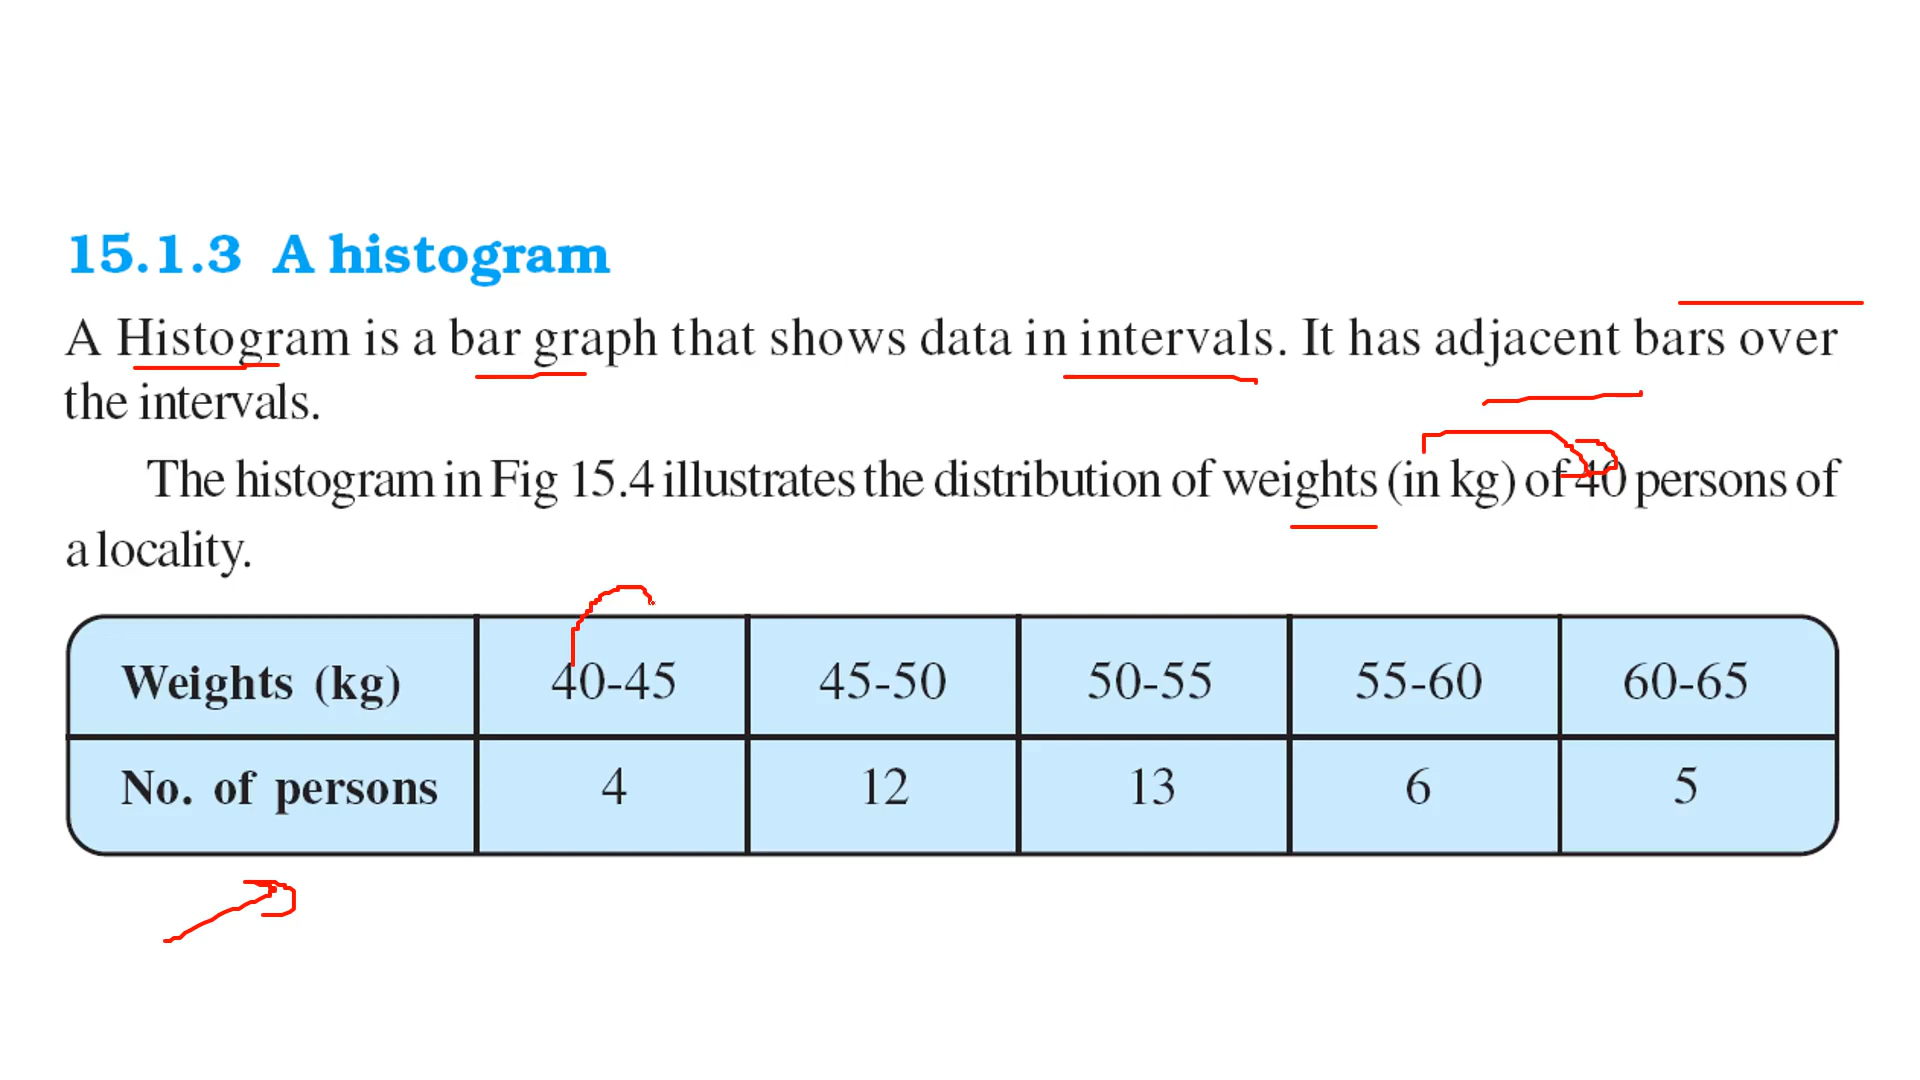 15.1.3 A histogram
A Histogram is a bar graph that shows data in intervals. It has adjacent bars over
the intervals.
The histogram in Fig 15.4 illustrates the distribution of weights (in kg) of 40 persons of
a locality.
Weights (kg) 40-45 45-50 50-55 55-60 60-65
No. of persons 4 12 13 6 5